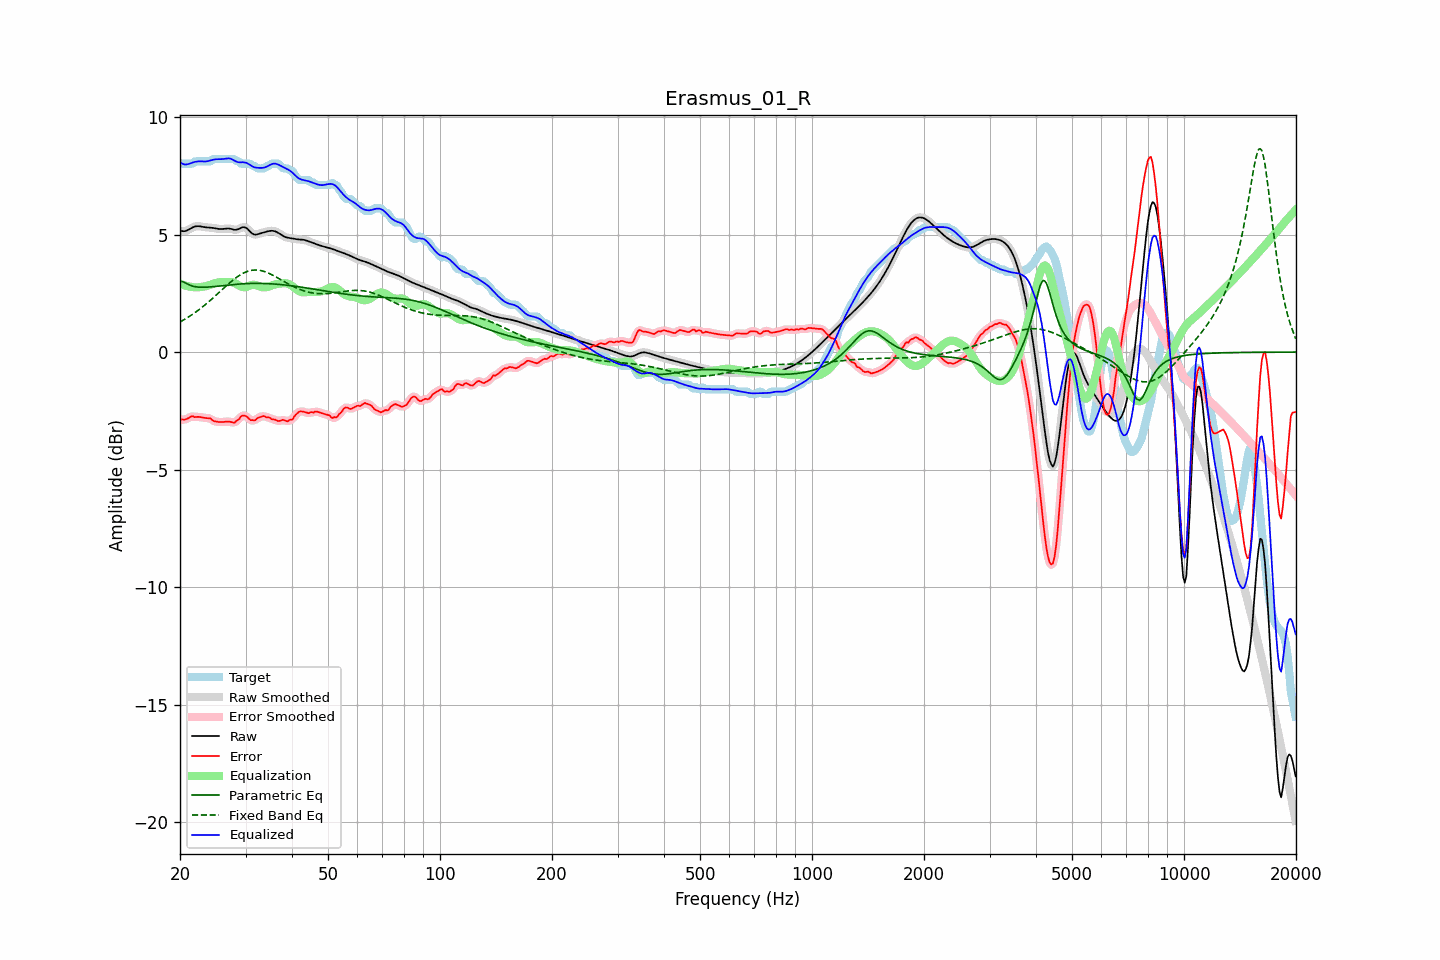 Erasmus_01_R
10
5
0
−5
−10
−15
−20
Amplitude (dBr)
Target
Raw Smoothed
Error Smoothed
Raw
Error
Equalization
Parametric Eq
Fixed Band Eq
Equalized
20 50 100 200 500 1000 2000 5000 10000 20000
Frequency (Hz)